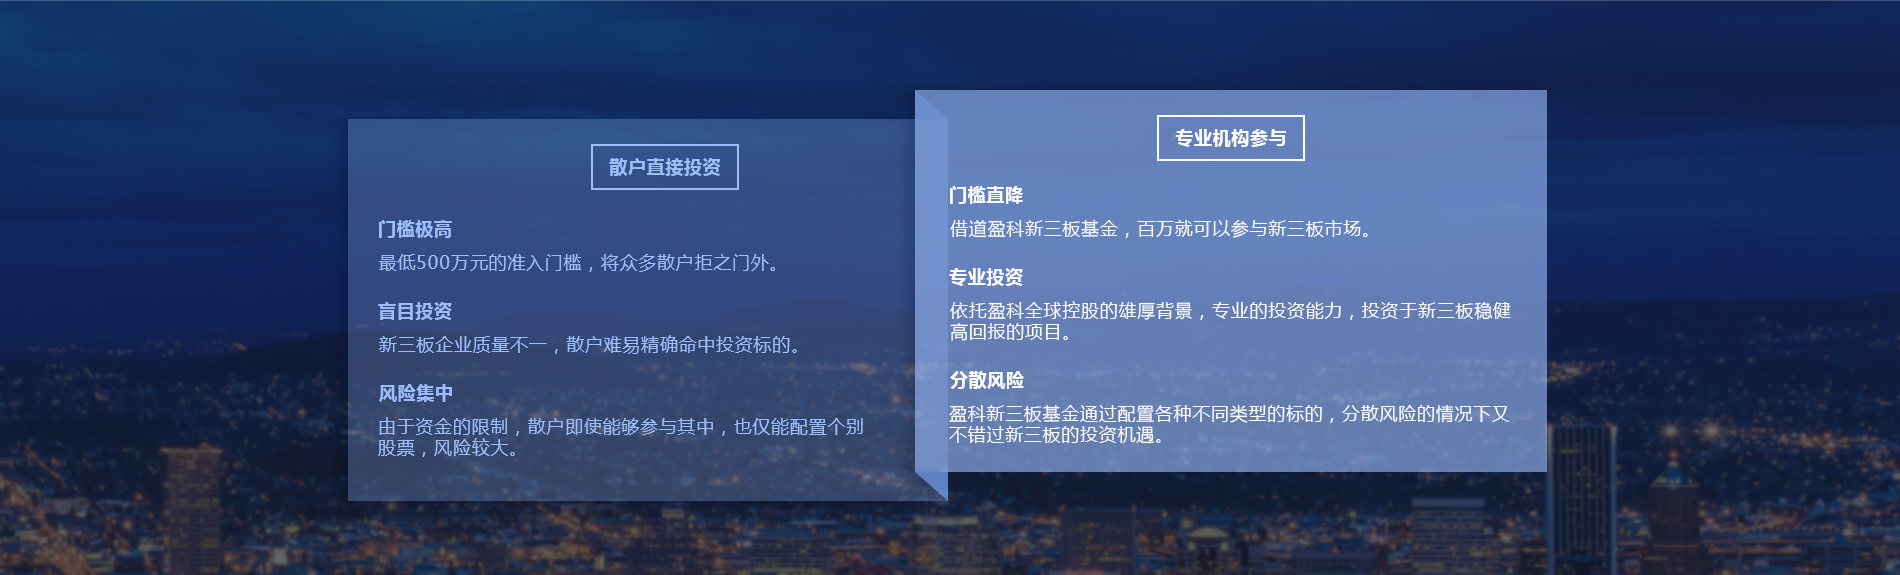 散户直接投资
门槛极高
最低500万元的准入门槛，将众多散户拒之门外。
盲目投资
新三板企业质量不一，散户难易精确命中投资标的。
风险集中
由于资金的限制，散户即使能够参与其中，也仅能配置个别
股票，风险较大。
专业机构参与
门槛直降
借道盈科新三板基金，百万就可以参与新三板市场。
专业投资
依托盈科全球控股的雄厚背景，专业的投资能力，投资于新三板稳健
高回报的项目。
分散风险
盈科新三板基金通过配置各种不同类型的标的，分散风险的情况下又
不错过新三板的投资机遇。